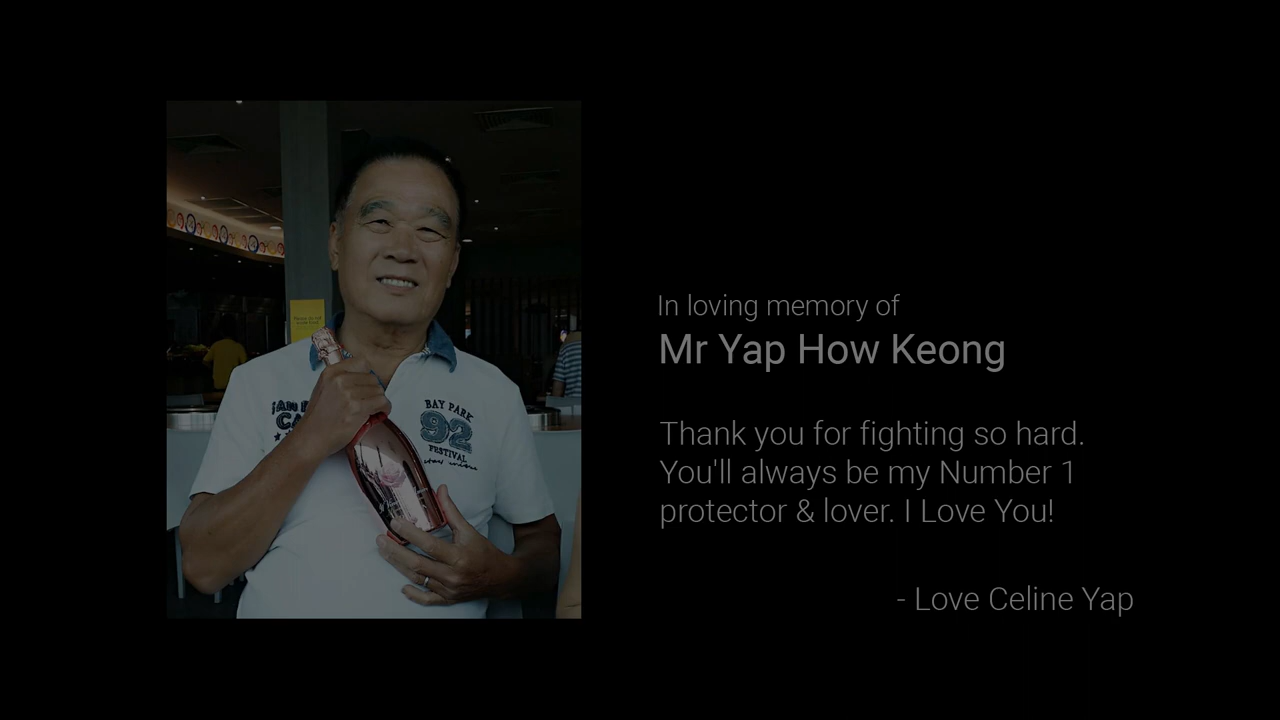 In loving memory of
Mr Yap How Keong
Thank you for fighting so hard.
You'll always be my Number 1
protector & lover. I Love You!
- Love Celine Yap
BAY PARK
92
FESTIVAL